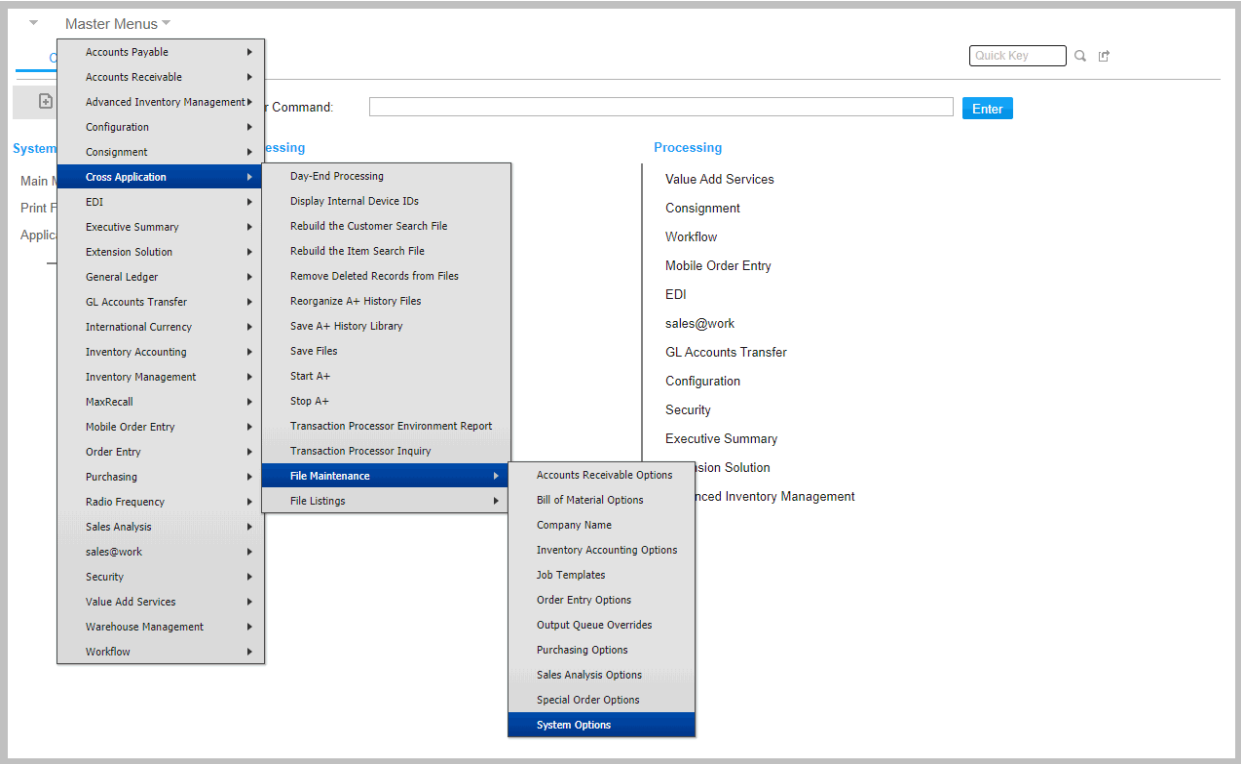 Master Menus
Quick Key
Command:
Enter
Accounts Payable
Accounts Receivable
Advanced Inventory Management
Configuration
Consignment
Cross Application
EDI
Executive Summary
Extension Solution
General Ledger
GL Accounts Transfer
International Currency
Inventory Accounting
Inventory Management
MaxRecall
Mobile Order Entry
Order Entry
Purchasing
Radio Frequency
Sales Analysis
sales@work
Security
Value Add Services
Warehouse Management
Workflow
System
Main
Print F
Applic
Day-End Processing
Display Internal Device IDs
Rebuild the Customer Search File
Rebuild the Item Search File
Remove Deleted Records from Files
Reorganize A+ History Files
Save A+ History Library
Save Files
Start A+
Stop A+
Transaction Processor Environment Report
Transaction Processor Inquiry
File Maintenance
File Listings
Accounts Receivable Options
Bill of Material Options
Company Name
Inventory Accounting Options
Job Templates
Order Entry Options
Output Queue Overrides
Purchasing Options
Sales Analysis Options
Special Order Options
System Options
essing
Processing
Value Add Services
Consignment
Workflow
Mobile Order Entry
EDI
sales@work
GL Accounts Transfer
Configuration
Security
Executive Summary
nsion Solution
nced Inventory Management